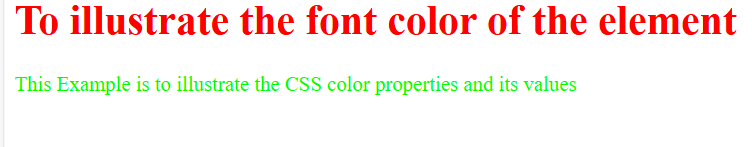 To illustrate the font color of the element
This Example is to illustrate the CSS color properties and its values